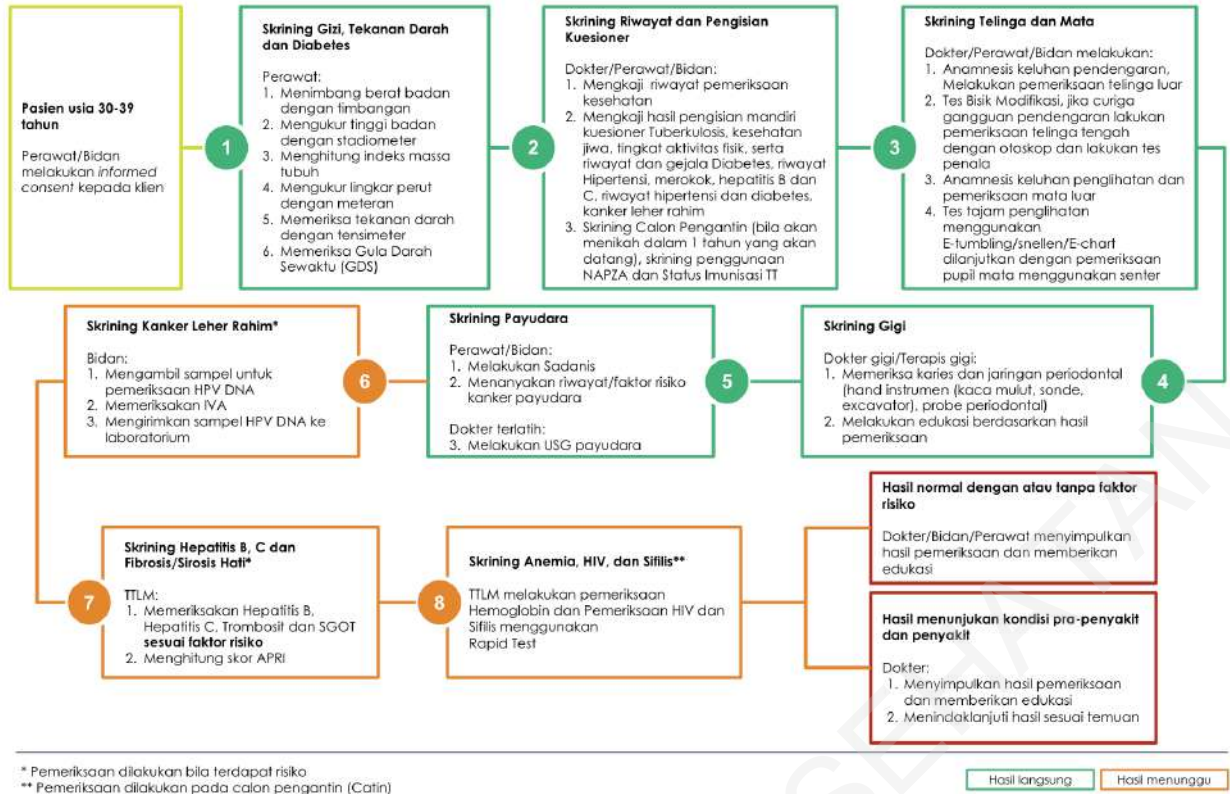 Pasien usia 30-39
tahun
Perawat/Bidan
melakukan informed
consent kepada klien
1
Skrining Gizi, Tekanan Darah
dan Diabetes
Perawat:
1. Menimbang berat badan
dengan timbangan
2. Mengukur tinggi badan
dengan stadiometer
3. Menghitung indeks massa
tubuh
4. Mengukur lingkar perut
dengan meteran
5. Memeriksa tekanan darah
dengan tensimeter
6. Memeriksa Gula Darah
Sewaktu (GDS)
2
Skrining Riwayat dan Pengisian
Kuesioner
Dokter/Perawat/Bidan:
1. Mengkaji riwayat pemeriksaan
kesehatan
2. Mengkaji hasil pengisian mandiri
kuesioner Tuberkulosis, kesehatan
jiwa, tingkat aktivitas fisik, serta
riwayat dan gejala Diabetes, riwayat
Hipertensi, merokok, hepatitis B dan
C, riwayat hipertensi dan diabetes,
kanker leher rahim
3. Skrining Calon Pengantin (bila akan
menikah dalam 1 tahun yang akan
datang), skrining penggunaan
NAPZA dan Status Imunisasi TT
3
Skrining Telinga dan Mata
Dokter/Perawat/Bidan melakukan:
1. Anamnesis keluhan pendengaran,
Melakukan pemeriksaan telinga luar
2. Tes Bisik Modifikasi, jika curiga
gangguan pendengaran lakukan
pemeriksaan telinga tengah
dengan otoskop dan lakukan tes
penala
3. Anamnesis keluhan penglihatan dan
pemeriksaan mata luar
4. Tes tajam penglihatan
menggunakan
E-tumbling/snellen/E-chart
dilanjutkan dengan pemeriksaan
pupil mata menggunakan senter
4
Skrining Gigi
Dokter gigi/Terapis gigi:
1. Memeriksa karies dan jaringan periodontal
(hand instrumen (kaca mulut, sonde,
excavator), probe periodontal)
2. Melakukan edukasi berdasarkan hasil
pemeriksaan
5
Skrining Payudara
Perawat/Bidan:
1. Melakukan Sadanis
2. Menanyakan riwayat/faktor risiko
kanker payudara
Dokter terlatih:
3. Melakukan USG payudara
6
Skrining Kanker Leher Rahim*
Bidan:
1. Mengambil sampel untuk
pemeriksaan HPV DNA
2. Memeriksakan IVA
3. Mengirimkan sampel HPV DNA ke
laboratorium
7
Skrining Hepatitis B, C dan
Fibrosis/Sirosis Hati*
TTLM:
1. Memeriksakan Hepatitis B,
Hepatitis C, Trombosit dan SGOT
sesuai faktor risiko
2. Menghitung skor APRI
8
Skrining Anemia, HIV, dan Sifilis**
TTLM melakukan pemeriksaan
Hemoglobin dan Pemeriksaan HIV dan
Sifilis menggunakan
Rapid Test
Hasil normal dengan atau tanpa faktor
risiko
Dokter/Bidan/Perawat menyimpulkan
hasil pemeriksaan dan memberikan
edukasi
Hasil menunjukan kondisi pra-penyakit
dan penyakit
Dokter:
1. Menyimpulkan hasil pemeriksaan
dan memberikan edukasi
2. Menindaklanjuti hasil sesuai temuan
* Pemeriksaan dilakukan bila terdapat risiko
** Pemeriksaan dilakukan pada calon pengantin (Catin)
Hasil langsung
Hasil menunggu
SEHATAN